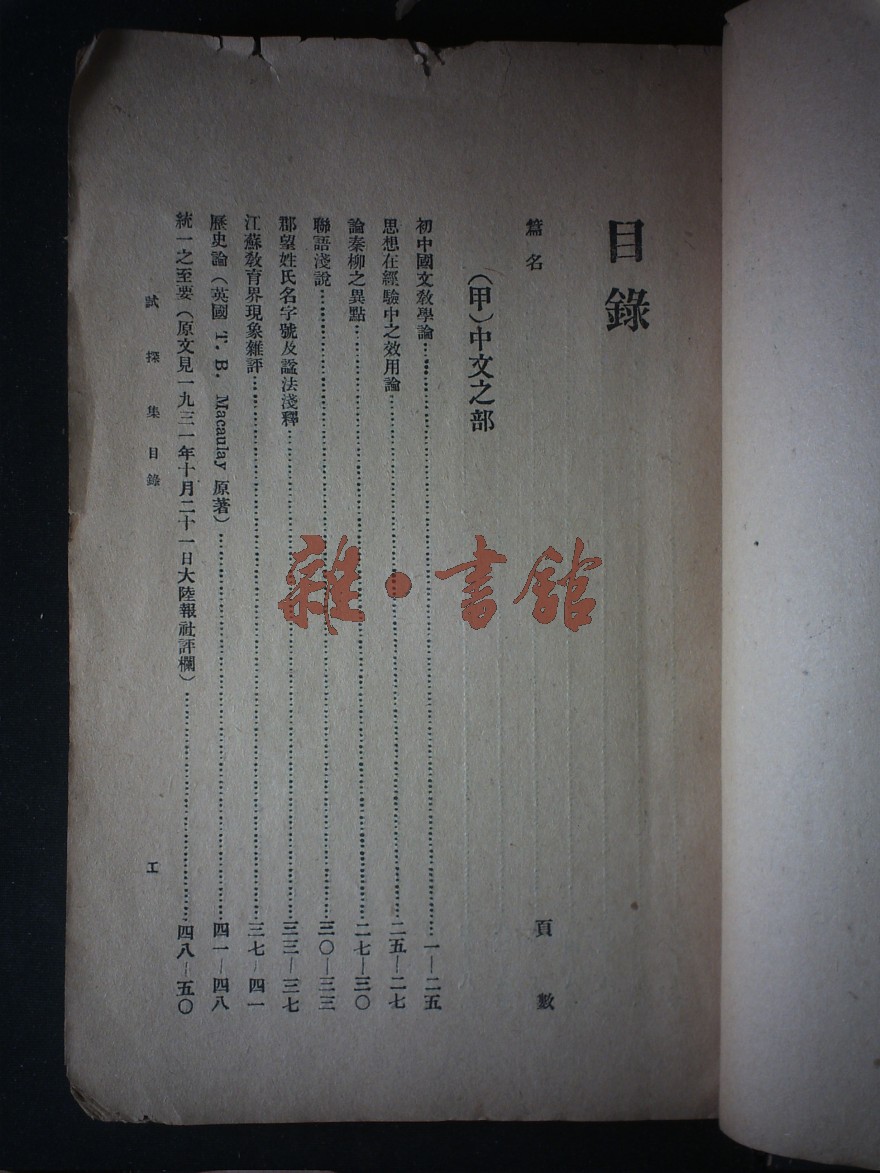 目錄
篇名 頁數
（甲）中文之部
初中國文教學論 一—二五
思想在經驗中之效用論 二五—二七
論秦柳之異點 二七—三〇
聯語淺說 三〇—三三
郡望姓氏名字號及諡法淺釋 三三—三七
江蘇教育界現象雜評 三七—四一
歷史論（英國 T. B. Macaulay 原著） 四一—四八
統一之至要（原文見一九三一年十月二十一日大陸報社評欄） 四八—五〇
試探集目錄 工
雜·書館